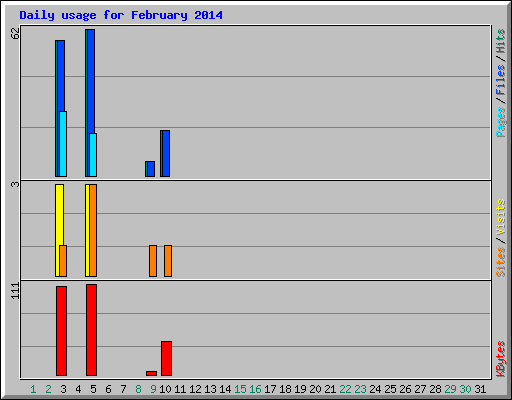 Daily usage for February 2014
62
Pages/Files/Hits
3
Sites/Visits
111
KBytes
1 2 3 4 5 6 7 8 9 10 11 12 13 14 15 16 17 18 19 20 21 22 23 24 25 26 27 28 29 30 31